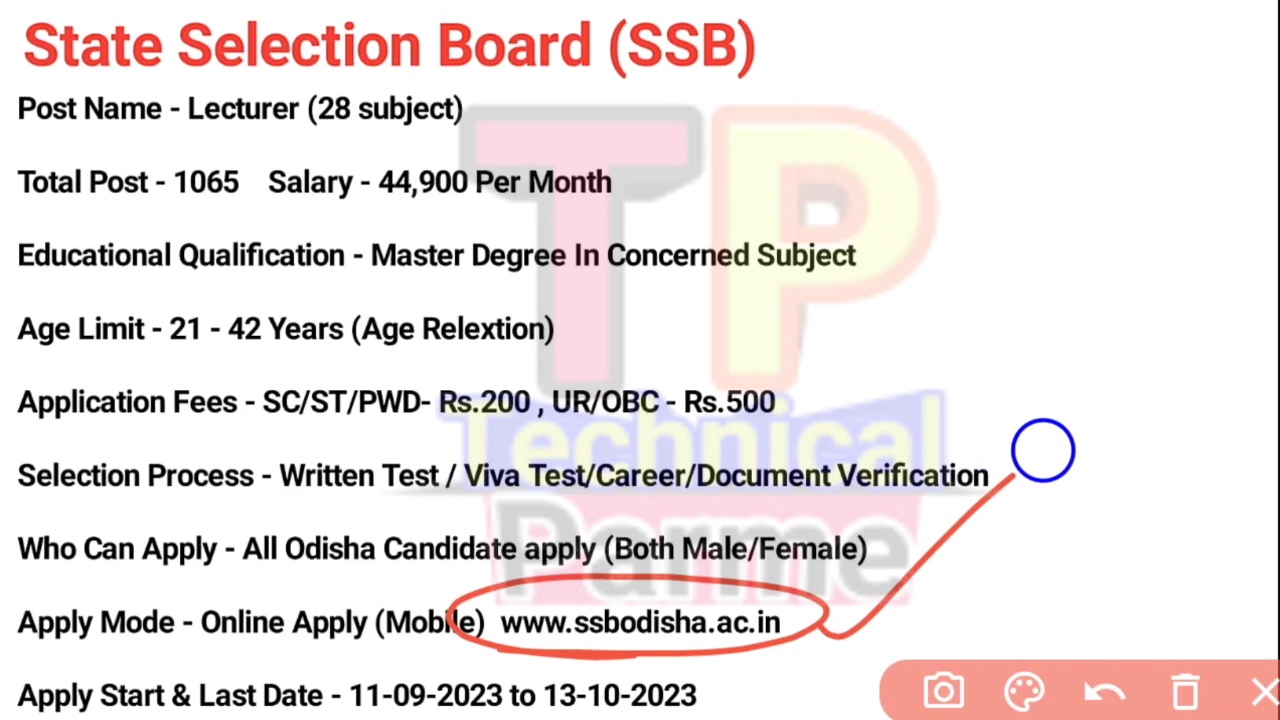 State Selection Board (SSB)
Post Name - Lecturer (28 subject)
Total Post - 1065 Salary - 44,900 Per Month
Educational Qualification - Master Degree In Concerned Subject
Age Limit - 21 - 42 Years (Age Relextion)
Application Fees - SC/ST/PWD- Rs.200 , UR/OBC - Rs.500
Selection Process - Written Test / Viva Test/Career/Document Verification
Who Can Apply - All Odisha Candidate apply (Both Male/Female)
Apply Mode - Online Apply (Mobile) www.ssbodisha.ac.in
Apply Start & Last Date - 11-09-2023 to 13-10-2023
TP
Technical
Parme